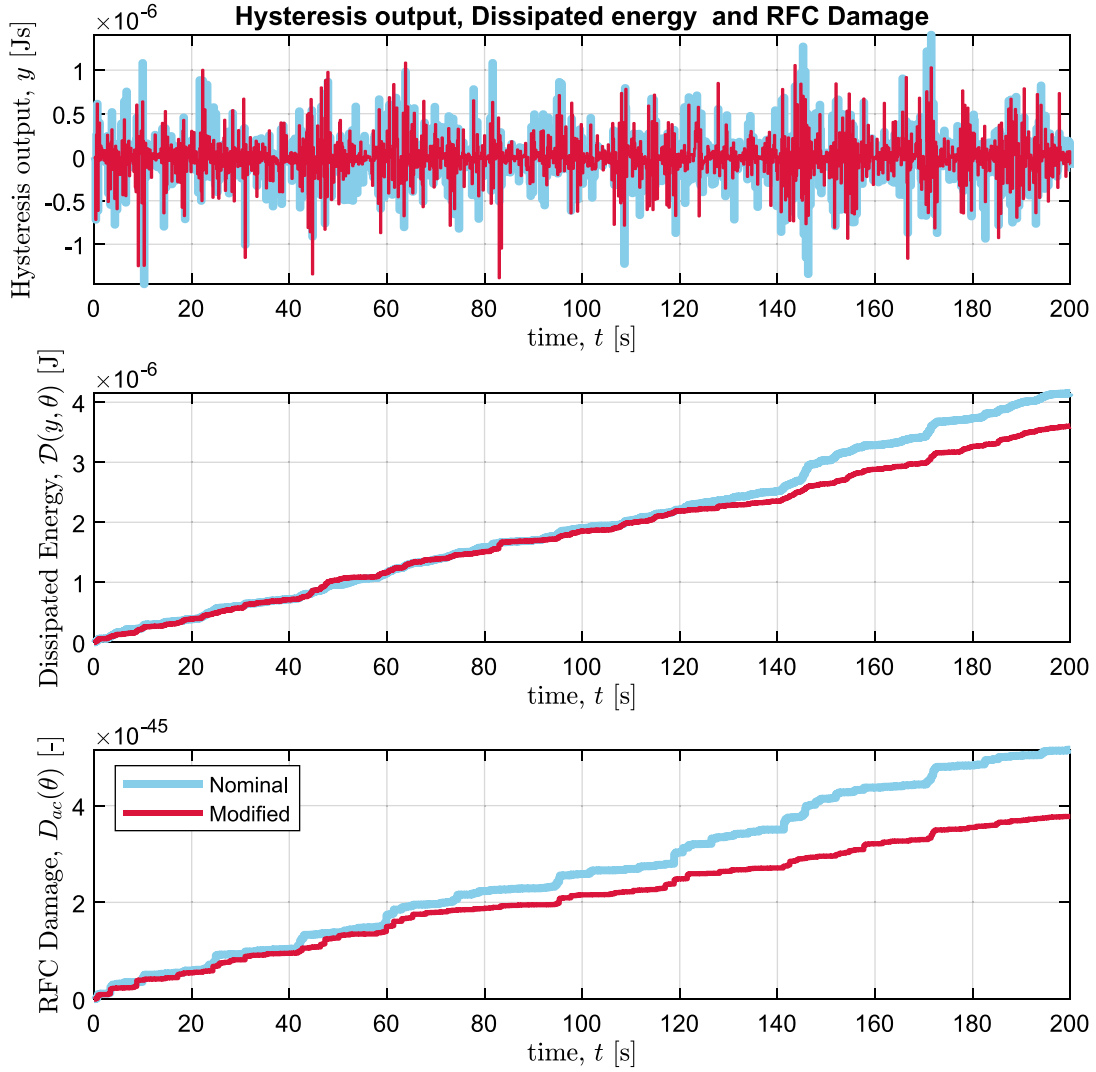 Hysteresis output, Dissipated energy  and RFC Damage
×10-6
Hysteresis output, y [Js]
1
0.5
0
-0.5
-1
0 20 40 60 80 100 120 140 160 180 200
time, t [s]
×10-6
Dissipated Energy, 𝒟(y, θ) [J]
4
3
2
1
0
0 20 40 60 80 100 120 140 160 180 200
time, t [s]
×10-45
RFC Damage, Dac(θ) [-]
Nominal
Modified
4
2
0
0 20 40 60 80 100 120 140 160 180 200
time, t [s]